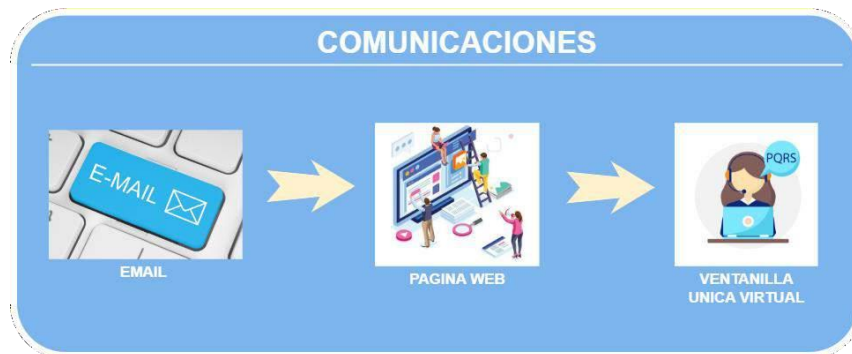 COMUNICACIONES
E-MAIL
PQRS
EMAIL
PAGINA WEB
VENTANILLA
UNICA VIRTUAL